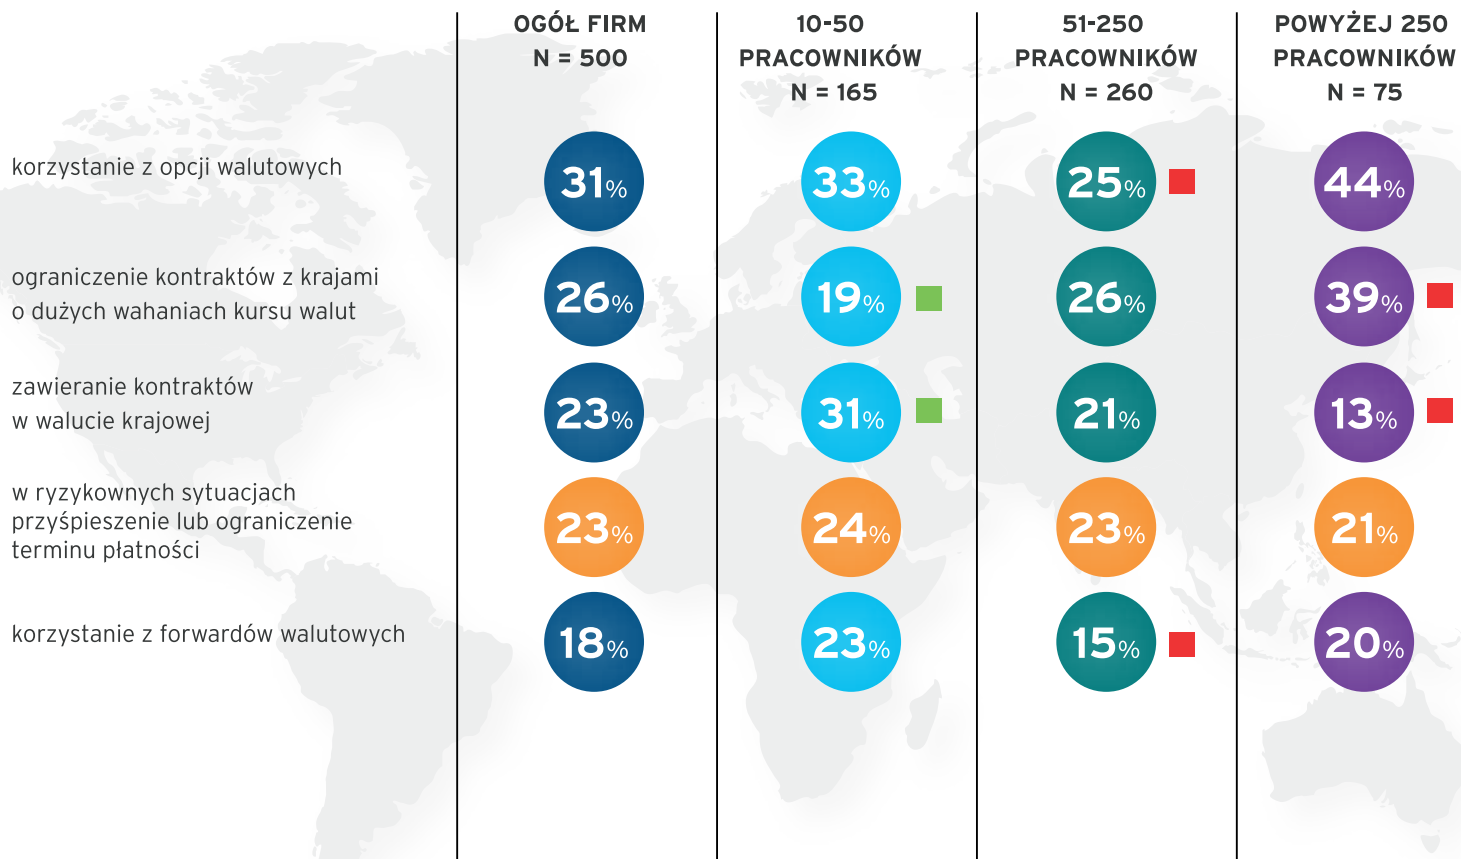 OGÓŁ FIRM
N = 500
10-50
PRACOWNIKÓW
N = 165
51-250
PRACOWNIKÓW
N = 260
POWYŻEJ 250
PRACOWNIKÓW
N = 75
korzystanie z opcji walutowych
31%
33%
25%
44%
ograniczenie kontraktów z krajami
o dużych wahaniach kursu walut
26%
19%
26%
39%
zawieranie kontraktów
w walucie krajowej
23%
31%
21%
13%
w ryzykownych sytuacjach
przyśpieszenie lub ograniczenie
terminu płatności
23%
24%
23%
21%
korzystanie z forwardów walutowych
18%
23%
15%
20%